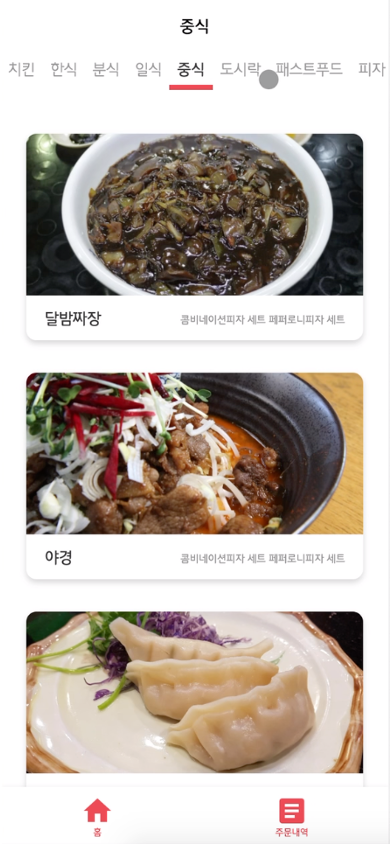 중식
치킨 한식 분식 일식 중식 도시락 패스트푸드 피자
달밤짜장 콤비네이션피자 세트 페퍼로니피자 세트
야경 콤비네이션피자 세트 페퍼로니피자 세트
홈 주문내역